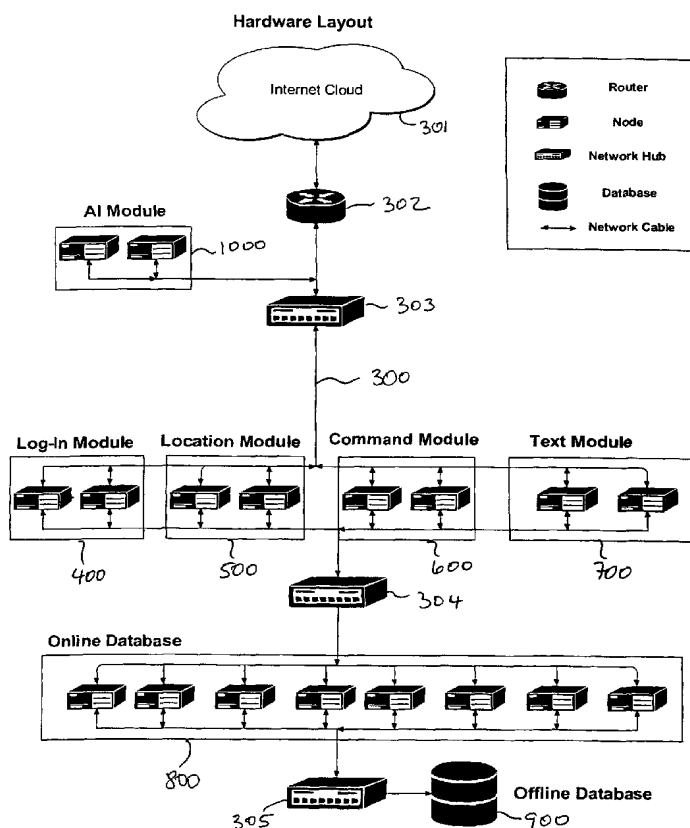 Hardware Layout
Internet Cloud
301
Router
Node
Network Hub
Database
Network Cable
302
AI Module
1000
303
300
Log-In Module
Location Module
Command Module
Text Module
400
500
600
700
304
Online Database
800
305
Offline Database
900